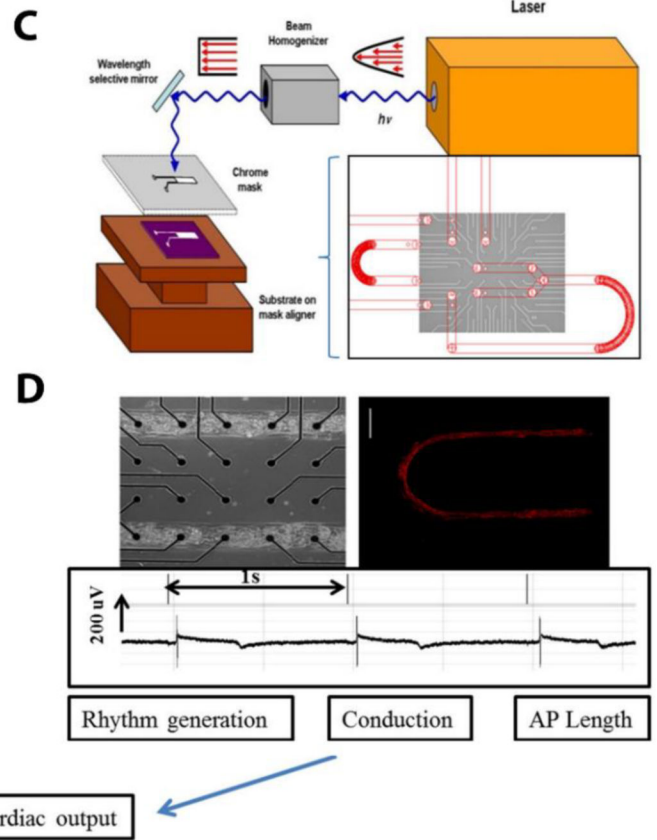 C
Laser
Beam
Homogenizer
Wavelength
selective mirror
hν
Chrome
mask
Substrate on
mask aligner
D
1s
200 uV
Rhythm generation
Conduction
AP Length
rdiac output